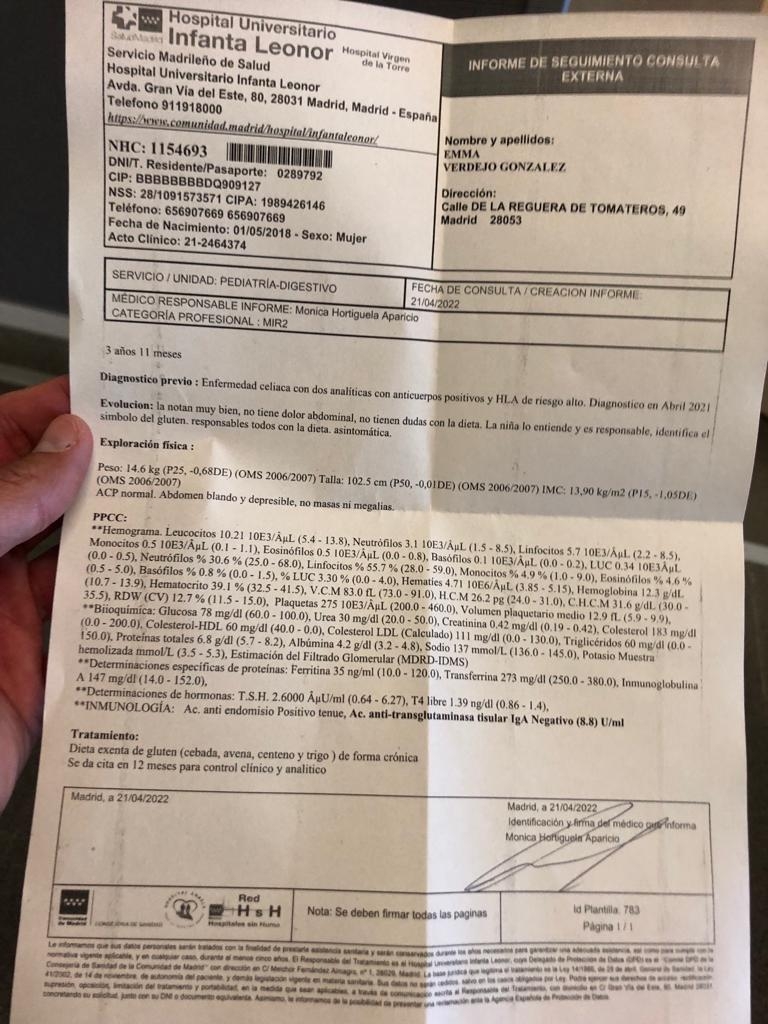 Hospital Universitario
Infanta Leonor
Hospital Virgen
de la Torre
SaludMadrid
Servicio Madrileño de Salud
Hospital Universitario Infanta Leonor
Avda. Gran Vía del Este, 80, 28031 Madrid, Madrid - España
Telefono 911918000
https://www.comunidad.madrid/hospital/infantaleonor/
NHC: 1154693
DNI/T. Residente/Pasaporte: 0289792
CIP: BBBBBBBBDQ909127
NSS: 28/1091573571 CIPA: 1989426146
Teléfono: 656907669 656907669
Fecha de Nacimiento: 01/05/2018 - Sexo: Mujer
Acto Clínico: 21-2464374
INFORME DE SEGUIMIENTO CONSULTA
EXTERNA
Nombre y apellidos:
EMMA
VERDEJO GONZALEZ
Dirección:
Calle DE LA REGUERA DE TOMATEROS, 49
Madrid 28053
SERVICIO / UNIDAD: PEDIATRÍA-DIGESTIVO
FECHA DE CONSULTA / CREACION INFORME:
21/04/2022
MÉDICO RESPONSABLE INFORME: Monica Hortiguela Aparicio
CATEGORÍA PROFESIONAL : MIR2
3 años 11 meses
Diagnostico previo : Enfermedad celiaca con dos analíticas con anticuerpos positivos y HLA de riesgo alto. Diagnostico en Abril 2021
Evolucion: la notan muy bien, no tiene dolor abdominal, no tienen dudas con la dieta. La niña lo entiende y es responsable, identifica el
simbolo del gluten. responsables todos con la dieta. asintomática.
Exploración física :
Peso: 14.6 kg (P25, -0,68DE) (OMS 2006/2007) Talla: 102.5 cm (P50, -0,01DE) (OMS 2006/2007) IMC: 13,90 kg/m2 (P15, -1,05DE)
(OMS 2006/2007)
ACP normal. Abdomen blando y depresible, no masas ni megalias.
PPCC:
**Hemograma. Leucocitos 10.21 10E3/ÂµL (5.4 - 13.8), Neutrófilos 3.1 10E3/ÂµL (1.5 - 8.5), Linfocitos 5.7 10E3/ÂµL (2.2 - 8.5),
Monocitos 0.5 10E3/ÂµL (0.1 - 1.1), Eosinófilos 0.5 10E3/ÂµL (0.0 - 0.8), Basófilos 0.1 10E3/ÂµL (0.0 - 0.2), LUC 0.34 10E3/ÂµL
(0.0 - 0.5), Neutrófilos % 30.6 % (25.0 - 68.0), Linfocitos % 55.7 % (28.0 - 59.0), Monocitos % 4.9 % (1.0 - 9.0), Eosinófilos % 4.6 %
(0.5 - 5.0), Basófilos % 0.8 % (0.0 - 1.5), % LUC 3.30 % (0.0 - 4.0), Hematies 4.71 10E6/ÂµL (3.85 - 5.15), Hemoglobina 12.3 g/dL
(10.7 - 13.9), Hematocrito 39.1 % (32.5 - 41.5), V.C.M 83.0 fL (73.0 - 91.0), H.C.M 26.2 pg (24.0 - 31.0), C.H.C.M 31.6 g/dL (30.0 -
35.5), RDW (CV) 12.7 % (11.5 - 15.0), Plaquetas 275 10E3/ÂµL (200.0 - 460.0), Volumen plaquetario medio 12.9 fL (5.9 - 9.9),
**Biioquímica: Glucosa 78 mg/dl (60.0 - 100.0), Urea 30 mg/dl (20.0 - 50.0), Creatinina 0.42 mg/dl (0.19 - 0.42), Colesterol 183 mg/dl
(0.0 - 200.0), Colesterol-HDL 60 mg/dl (40.0 - 0.0), Colesterol LDL (Calculado) 111 mg/dl (0.0 - 130.0), Triglicéridos 60 mg/dl (0.0 -
150.0), Proteínas totales 6.8 g/dl (5.7 - 8.2), Albúmina 4.2 g/dl (3.2 - 4.8), Sodio 137 mmol/L (136.0 - 145.0), Potasio Muestra
hemolizada mmol/L (3.5 - 5.3), Estimación del Filtrado Glomerular (MDRD-IDMS)
**Determinaciones específicas de proteínas: Ferritina 35 ng/ml (10.0 - 120.0), Transferrina 273 mg/dl (250.0 - 380.0), Inmunoglobulina
A 147 mg/dl (14.0 - 152.0),
**Determinaciones de hormonas: T.S.H. 2.6000 ÂµU/ml (0.64 - 6.27), T4 libre 1.39 ng/dl (0.86 - 1.4),
**INMUNOLOGÍA: Ac. anti endomisio Positivo tenue, Ac. anti-transglutaminasa tisular IgA Negativo (8.8) U/ml
Tratamiento:
Dieta exenta de gluten (cebada, avena, centeno y trigo ) de forma crónica
Se da cita en 12 meses para control clínico y analitico
Madrid, a 21/04/2022
Madrid, a 21/04/2022
Identificación y firma del médico que informa
Monica Hortiguela Aparicio
Comunidad
de Madrid
CONSEJERIA DE SANIDAD
Red
H s H
Hospitales sin Humo
Nota: Se deben firmar todas las paginas
Id Plantilla. 783
Página 1 / 1
Le informamos que sus datos personales serán tratados con la finalidad de prestarle asistencia sanitaria y serán conservados durante los años necesarios para garantizar una adecuada asistencia, así como para cumplir con la
normativa vigente aplicable, y en cualquier caso, durante al menos cinco años. El Responsable del Tratamiento es el Hospital Universitario Infanta Leonor, cuyo Delegado de Protección de Datos (DPD) es el
Consejería de Sanidad de la Comunidad de Madrid" con dirección en C/ Melchor Fernández Almagro, nº 1, 28029, Madrid. La base jurídica que legitima el tratamiento es la Ley 14/1986, de 25 de abril, General de Sanidad, la Ley
41/2002, de 14 de noviembre, de autonomía del paciente, y demás legislación vigente en materia sanitaria. Sus datos no serán cedidos, salvo en los casos obligados por Ley. Podrá ejercer sus derechos de acceso, rectificación,
supresión, oposición, limitación del tratamiento y portabilidad, en la medida que sean aplicables, a través de comunicación escrita al Responsable del Tratamiento, con domicilio en C/ Gran Vía del Este, 80, Madrid 28031
concretando su solicitud, junto con su DNI o documento equivalente. Asimismo, le informamos de la posibilidad de presentar una reclamación ante la Agencia Española de Protección de Datos.